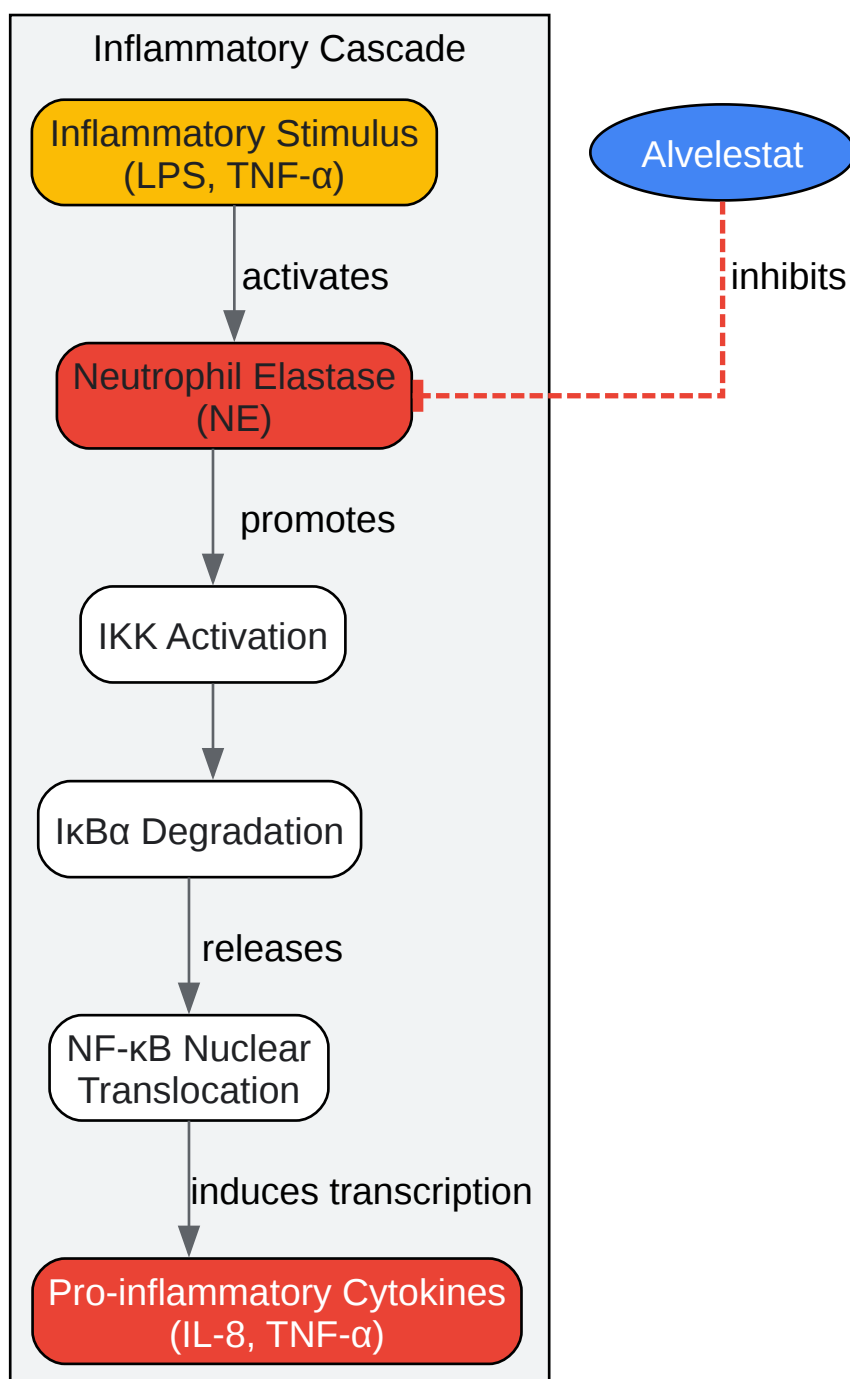 Inflammatory Cascade
Inflammatory Stimulus
(LPS, TNF-α)
Alvelestat
activates
inhibits
Neutrophil Elastase
(NE)
promotes
IKK Activation
IκBα Degradation
releases
NF-κB Nuclear
Translocation
induces transcription
Pro-inflammatory Cytokines
(IL-8, TNF-α)